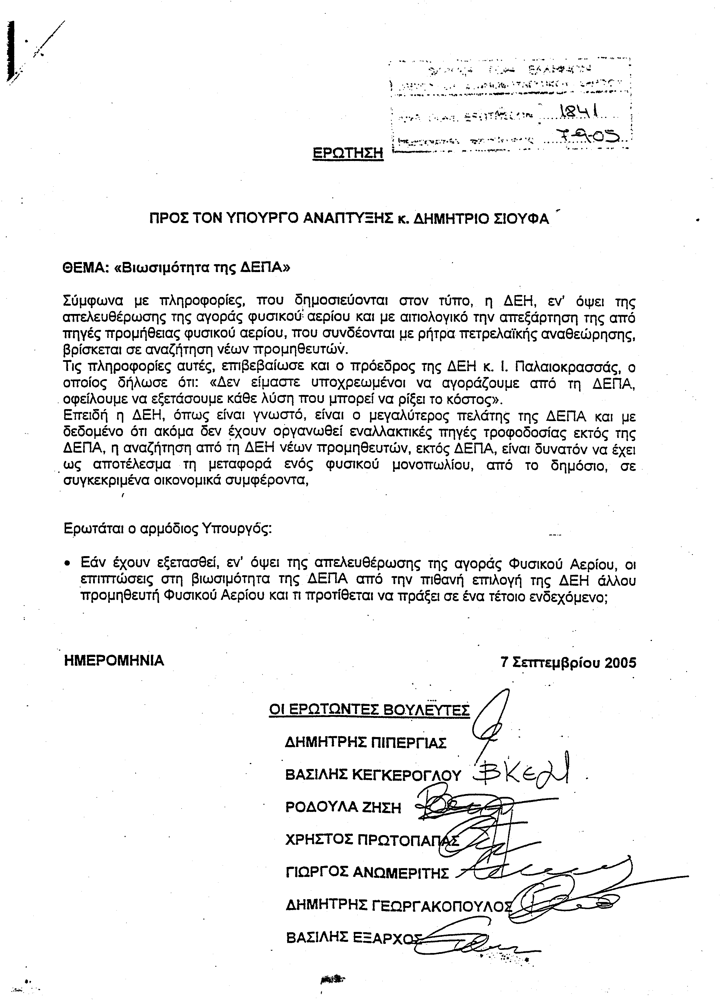 ΕΛΛΗΝΩΝ
ΕΡΩΤΗΣΕΩΝ 1841
7-9-05
ΕΡΩΤΗΣΗ
ΠΡΟΣ ΤΟΝ ΥΠΟΥΡΓΟ ΑΝΑΠΤΥΞΗΣ κ. ΔΗΜΗΤΡΙΟ ΣΙΟΥΦΑ
ΘΕΜΑ: «Βιωσιμότητα της ΔΕΠΑ»
Σύμφωνα με πληροφορίες, που δημοσιεύονται στον τύπο, η ΔΕΗ, εν' όψει της
απελευθέρωσης της αγοράς φυσικού αερίου και με αιτιολογικό την απεξάρτηση της από
πηγές προμήθειας φυσικού αερίου, που συνδέονται με ρήτρα πετρελαϊκής αναθεώρησης,
βρίσκεται σε αναζήτηση νέων προμηθευτών.
Τις πληροφορίες αυτές, επιβεβαίωσε και ο πρόεδρος της ΔΕΗ κ. Ι. Παλαιοκρασσάς, ο
οποίος δήλωσε ότι: «Δεν είμαστε υποχρεωμένοι να αγοράζουμε από τη ΔΕΠΑ,
οφείλουμε να εξετάσουμε κάθε λύση που μπορεί να ρίξει το κόστος».
Επειδή η ΔΕΗ, όπως είναι γνωστό, είναι ο μεγαλύτερος πελάτης της ΔΕΠΑ και με
δεδομένο ότι ακόμα δεν έχουν οργανωθεί εναλλακτικές πηγές τροφοδοσίας εκτός της
ΔΕΠΑ, η αναζήτηση από τη ΔΕΗ νέων προμηθευτών, εκτός ΔΕΠΑ, είναι δυνατόν να έχει
ως αποτέλεσμα τη μεταφορά ενός φυσικού μονοπωλίου, από το δημόσιο, σε
συγκεκριμένα οικονομικά συμφέροντα,
Ερωτάται ο αρμόδιος Υπουργός:
• Εάν έχουν εξετασθεί, εν' όψει της απελευθέρωσης της αγοράς Φυσικού Αερίου, οι
επιπτώσεις στη βιωσιμότητα της ΔΕΠΑ από την πιθανή επιλογή της ΔΕΗ άλλου
προμηθευτή Φυσικού Αερίου και τι προτίθεται να πράξει σε ένα τέτοιο ενδεχόμενο;
ΗΜΕΡΟΜΗΝΙΑ 7 Σεπτεμβρίου 2005
ΟΙ ΕΡΩΤΩΝΤΕΣ ΒΟΥΛΕΥΤΕΣ
ΔΗΜΗΤΡΗΣ ΠΙΠΕΡΓΙΑΣ
ΒΑΣΙΛΗΣ ΚΕΓΚΕΡΟΓΛΟΥ
ΡΟΔΟΥΛΑ ΖΗΣΗ
ΧΡΗΣΤΟΣ ΠΡΩΤΟΠΑΠΑΣ
ΓΙΩΡΓΟΣ ΑΝΩΜΕΡΙΤΗΣ
ΔΗΜΗΤΡΗΣ ΓΕΩΡΓΑΚΟΠΟΥΛΟΣ
ΒΑΣΙΛΗΣ ΕΞΑΡΧΟΣ